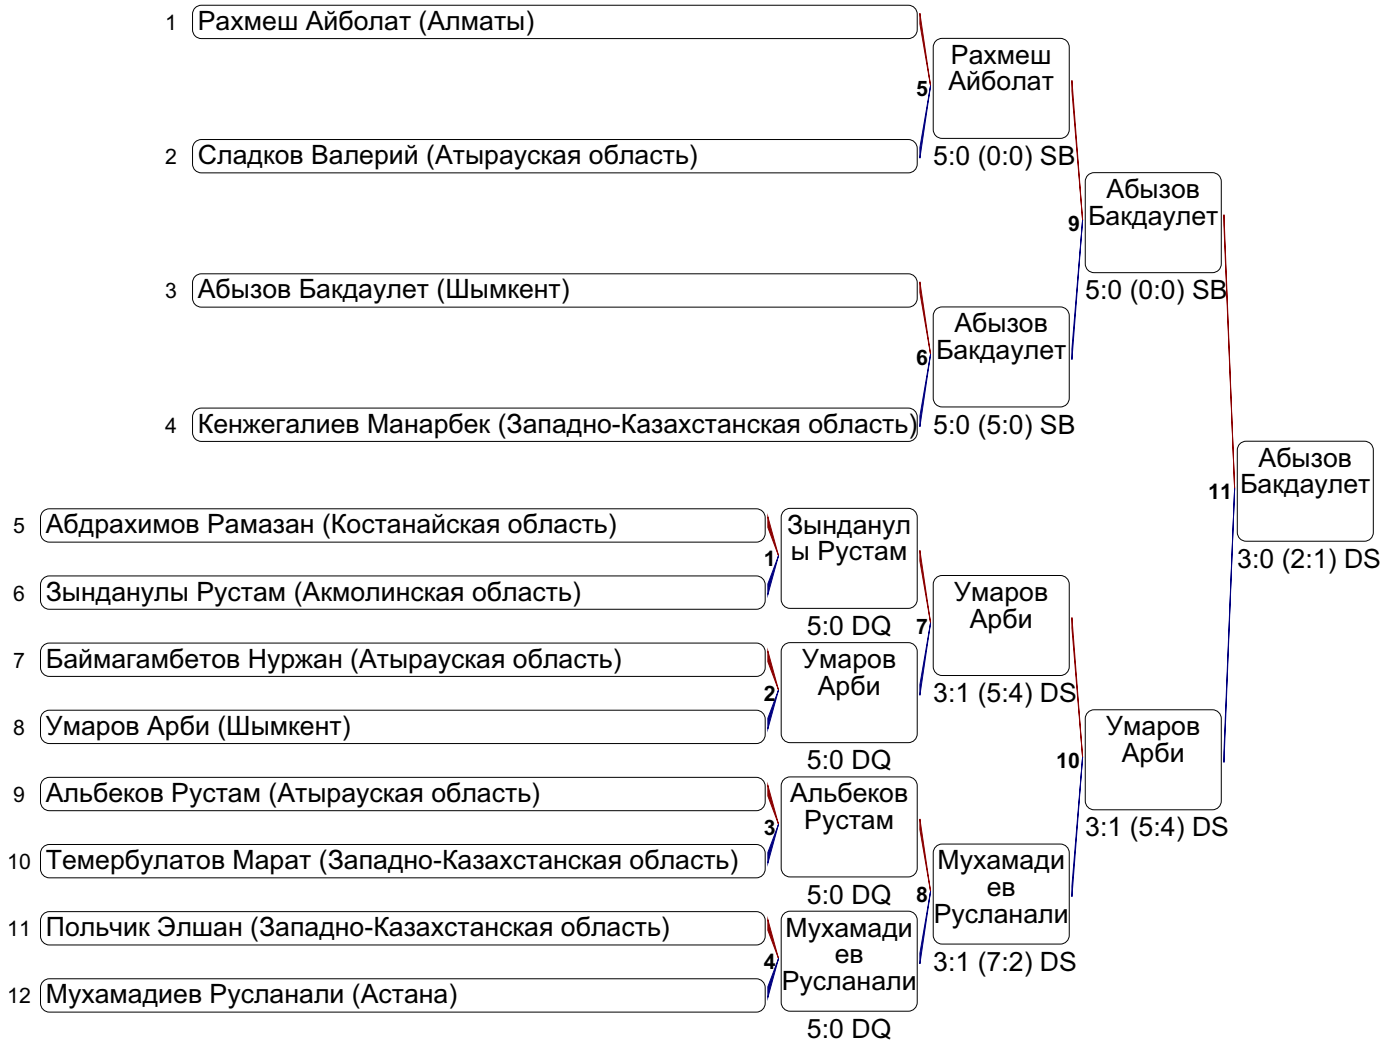 1 Рахмеш Айболат (Алматы)
Рахмеш
Айболат
5
2 Сладков Валерий (Атырауская область)
5:0 (0:0) SB
Абызов
Бакдаулет
9
3 Абызов Бакдаулет (Шымкент)
5:0 (0:0) SB
Абызов
Бакдаулет
6
4 Кенжегалиев Манарбек (Западно-Казахстанская область)
5:0 (5:0) SB
Абызов
Бакдаулет
11
3:0 (2:1) DS
5 Абдрахимов Рамазан (Костанайская область)
Зынданул
ы Рустам
1
6 Зынданулы Рустам (Акмолинская область)
5:0 DQ
Умаров
Арби
7
3:1 (5:4) DS
7 Баймагамбетов Нуржан (Атырауская область)
Умаров
Арби
2
8 Умаров Арби (Шымкент)
5:0 DQ
Умаров
Арби
10
3:1 (5:4) DS
9 Альбеков Рустам (Атырауская область)
Альбеков
Рустам
3
10 Темербулатов Марат (Западно-Казахстанская область)
5:0 DQ
Мухамади
ев
Русланали
8
3:1 (7:2) DS
11 Польчик Элшан (Западно-Казахстанская область)
Мухамади
ев
Русланали
4
12 Мухамадиев Русланали (Астана)
5:0 DQ